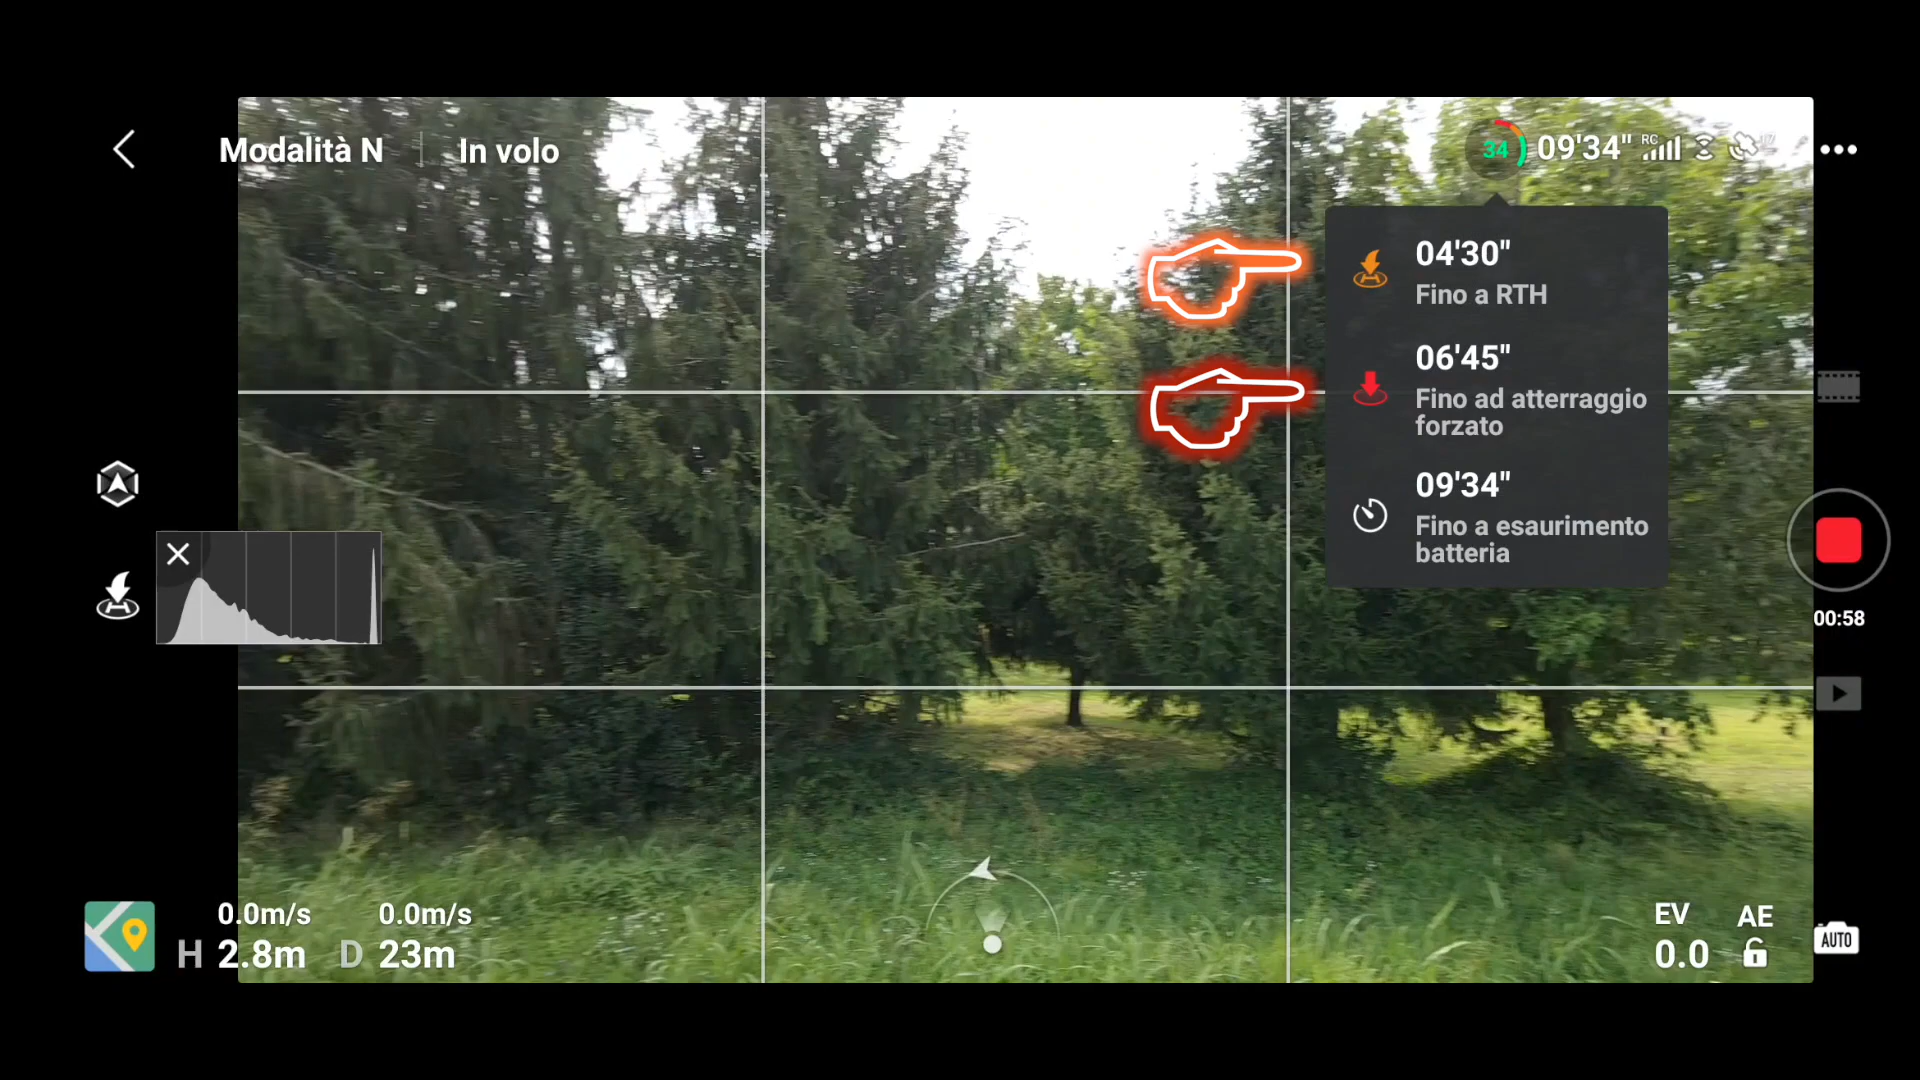 Modalità N
In volo
34
09'34"
RC
17
04'30"
Fino a RTH
06'45"
Fino ad atterraggio
forzato
09'34"
Fino a esaurimento
batteria
00:58
0.0m/s
0.0m/s
H 2.8m
D 23m
EV
0.0
AE
AUTO